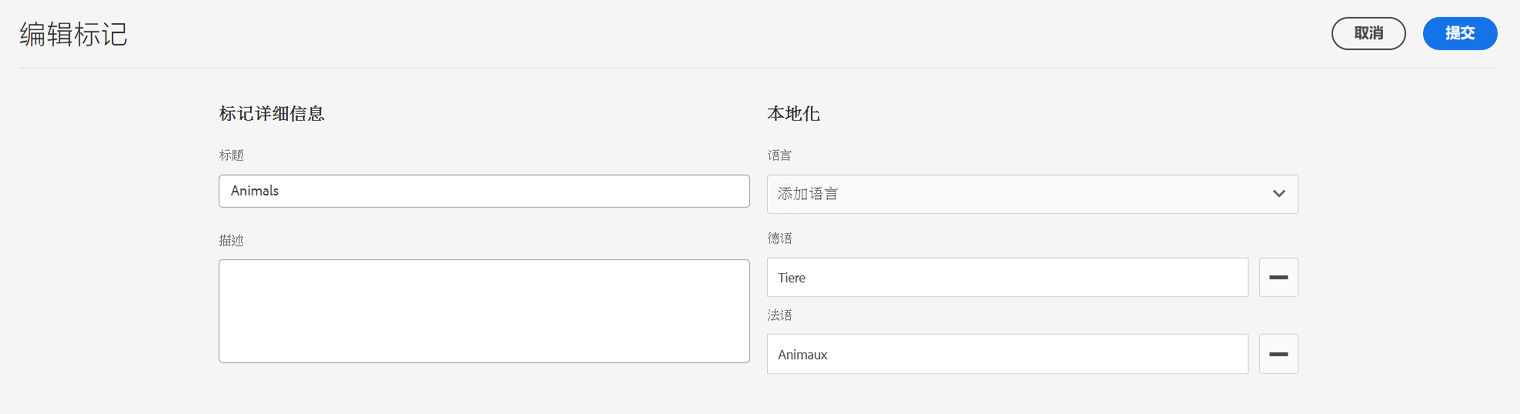 编辑标记
取消
提交
标记详细信息
标题
Animals
描述
本地化
语言
添加语言
德语
Tiere
法语
Animaux